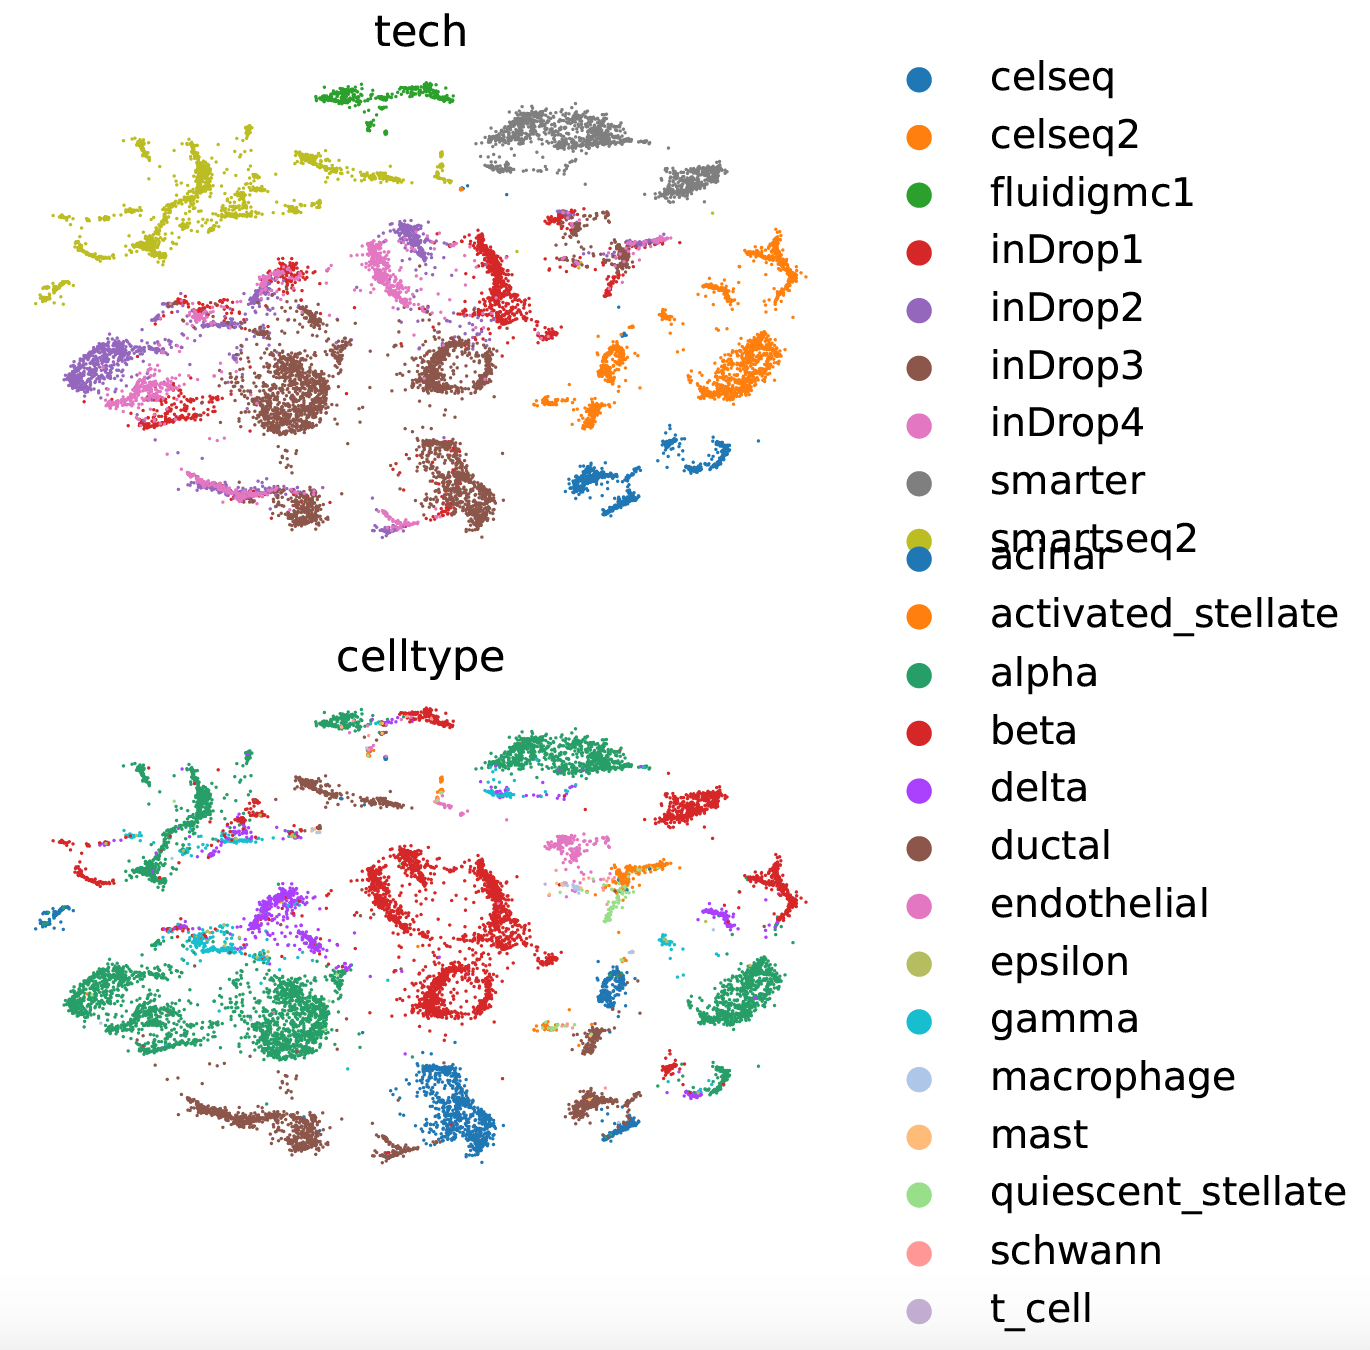 tech
celseq
celseq2
fluidigmc1
inDrop1
inDrop2
inDrop3
inDrop4
smarter
smartseq2
acinar
activated_stellate
celltype
alpha
beta
delta
ductal
endothelial
epsilon
gamma
macrophage
mast
quiescent_stellate
schwann
t_cell